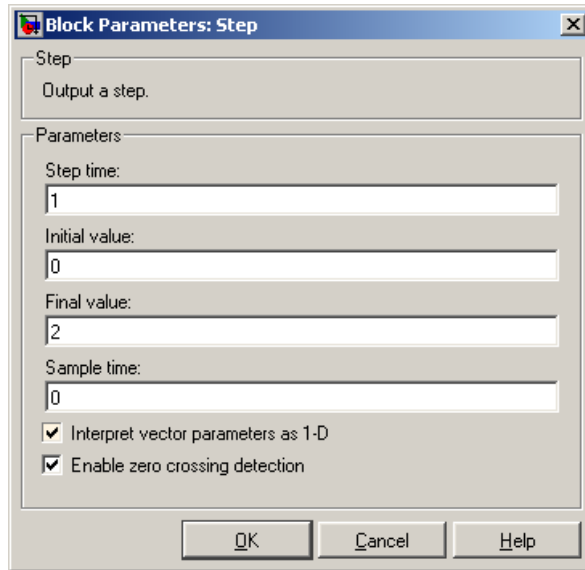 Block Parameters: Step
Step
Output a step.
Parameters
Step time:
1
Initial value:
0
Final value:
2
Sample time:
0
Interpret vector parameters as 1-D
Enable zero crossing detection
OK Cancel Help